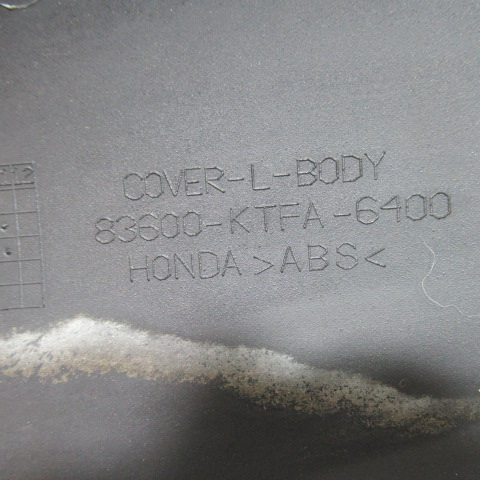 COVER-L-BODY
83600-KTFA-6400
HONDA >ABS<